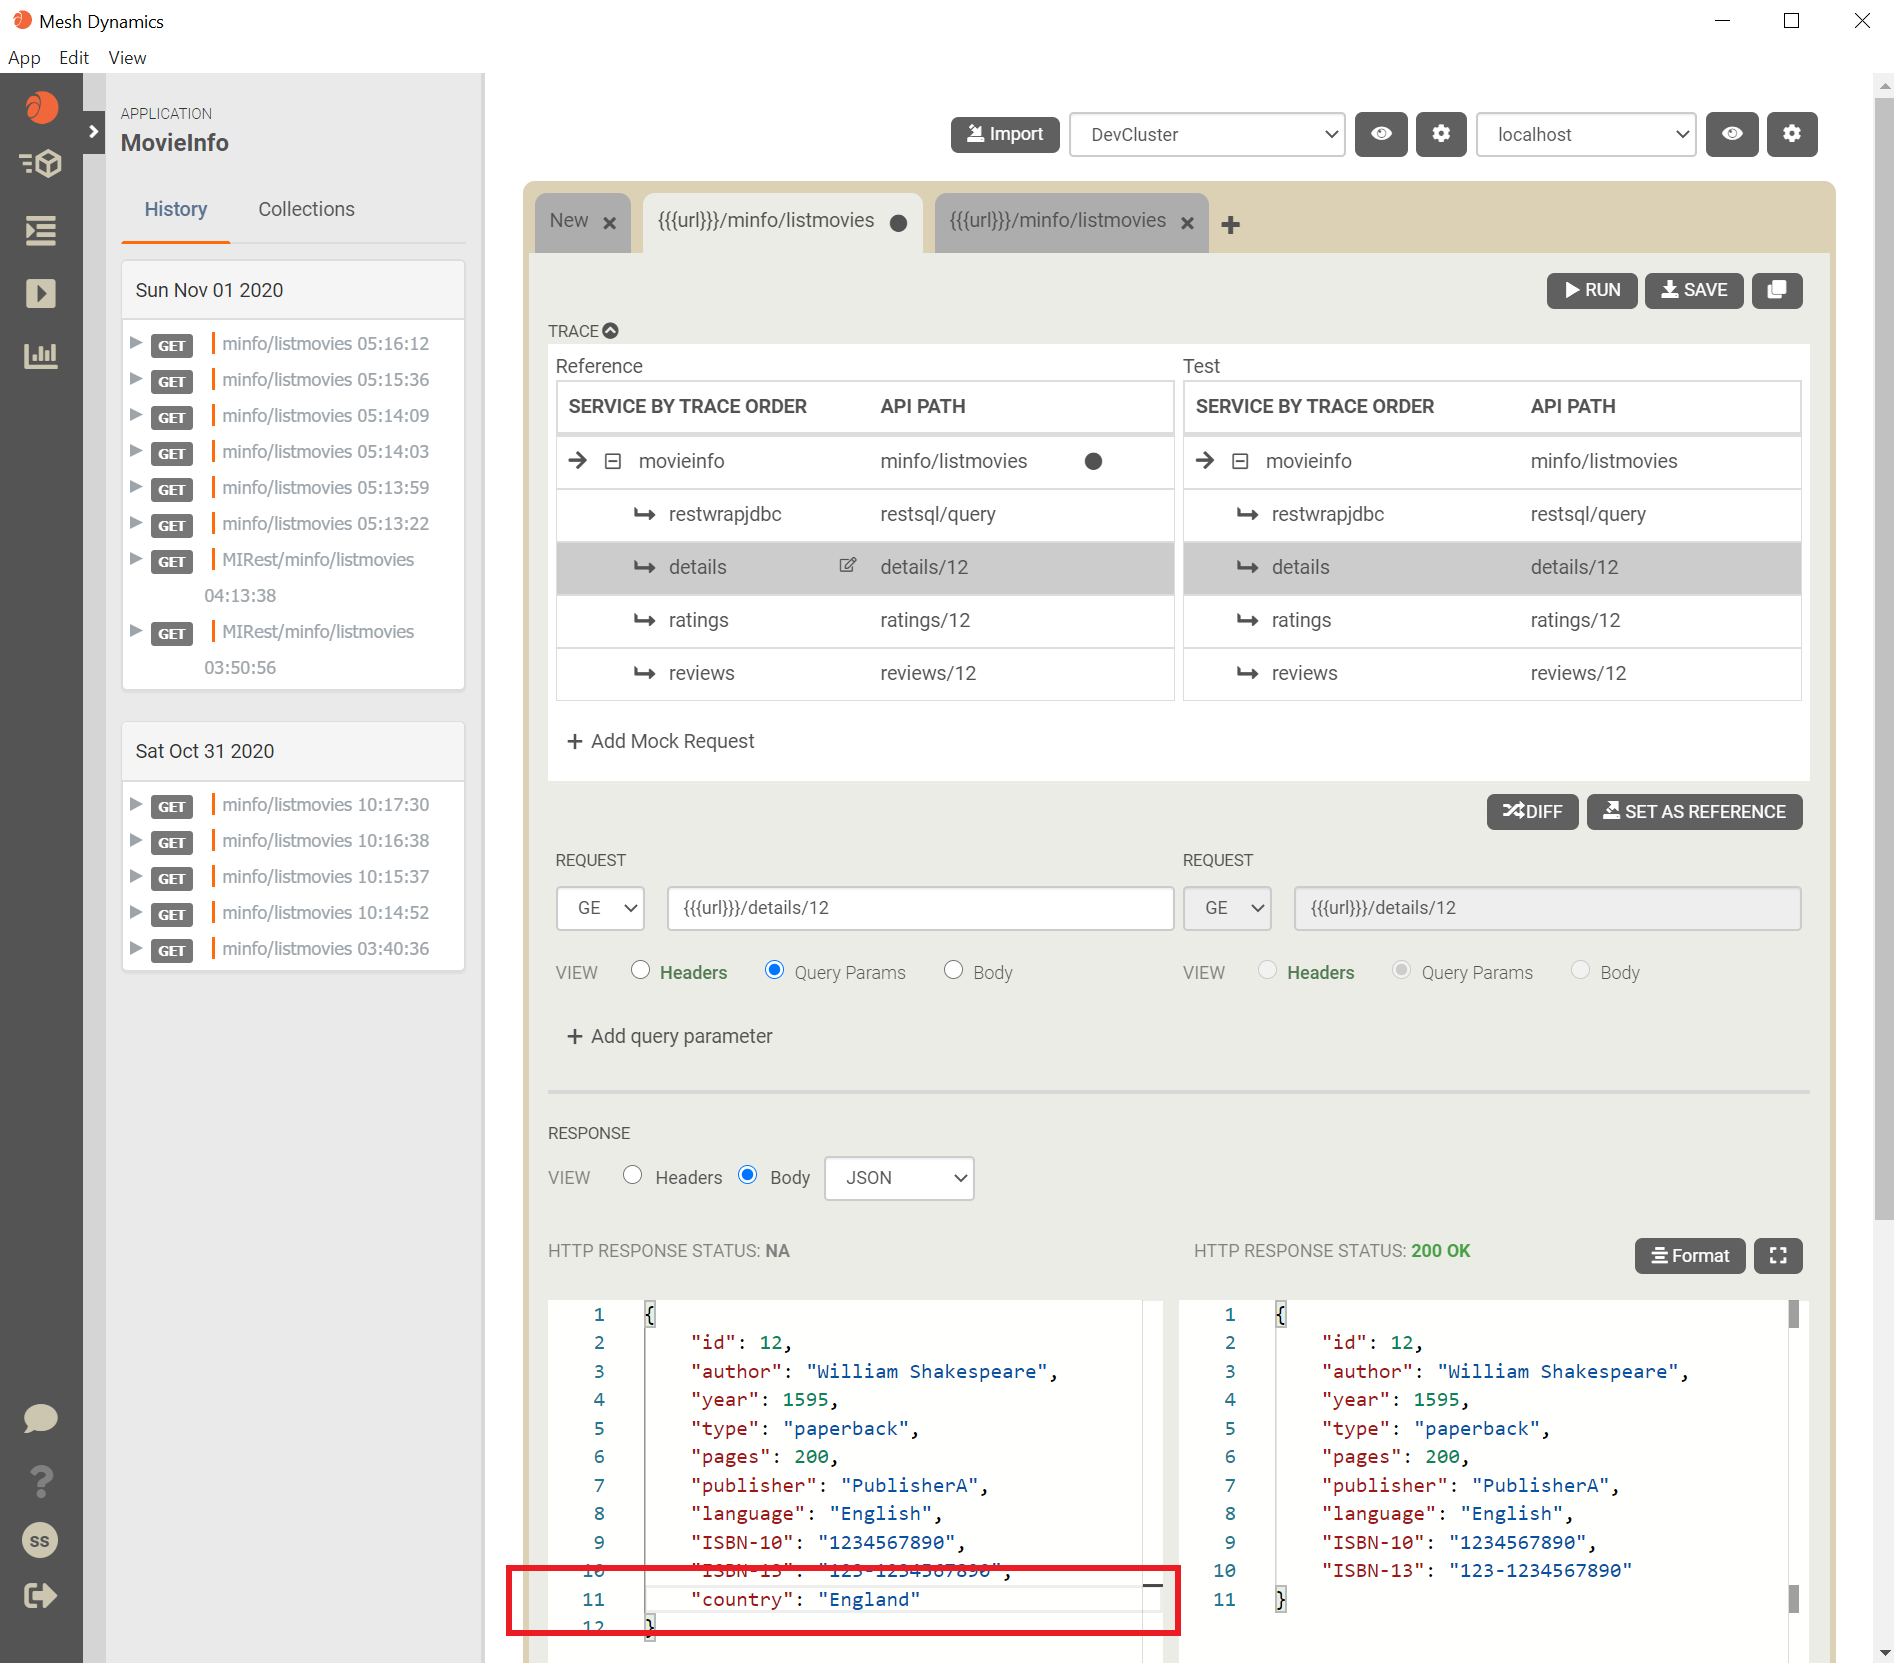 Mesh Dynamics
App Edit View
APPLICATION
MovieInfo
History Collections
Sun Nov 01 2020
GET minfo/listmovies 05:16:12
GET minfo/listmovies 05:15:36
GET minfo/listmovies 05:14:09
GET minfo/listmovies 05:14:03
GET minfo/listmovies 05:13:59
GET minfo/listmovies 05:13:22
GET MIRest/minfo/listmovies
04:13:38
GET MIRest/minfo/listmovies
03:50:56
Sat Oct 31 2020
GET minfo/listmovies 10:17:30
GET minfo/listmovies 10:16:38
GET minfo/listmovies 10:15:37
GET minfo/listmovies 10:14:52
GET minfo/listmovies 03:40:36
SS
Import DevCluster localhost
New {{{url}}}/minfo/listmovies {{{url}}}/minfo/listmovies
RUN SAVE
TRACE
Reference
SERVICE BY TRACE ORDER API PATH
movieinfo minfo/listmovies
restwrapjdbc restsql/query
details details/12
ratings ratings/12
reviews reviews/12
+ Add Mock Request
Test
SERVICE BY TRACE ORDER API PATH
movieinfo minfo/listmovies
restwrapjdbc restsql/query
details details/12
ratings ratings/12
reviews reviews/12
DIFF SET AS REFERENCE
REQUEST
GE {{{url}}}/details/12
VIEW Headers Query Params Body
+ Add query parameter
REQUEST
GE {{{url}}}/details/12
VIEW Headers Query Params Body
RESPONSE
VIEW Headers Body JSON
HTTP RESPONSE STATUS: NA
1 {
2 "id": 12,
3 "author": "William Shakespeare",
4 "year": 1595,
5 "type": "paperback",
6 "pages": 200,
7 "publisher": "PublisherA",
8 "language": "English",
9 "ISBN-10": "1234567890",
10 "ISBN-13": "123-1234567890",
11 "country": "England"
12 }
HTTP RESPONSE STATUS: 200 OK
Format
1 {
2 "id": 12,
3 "author": "William Shakespeare",
4 "year": 1595,
5 "type": "paperback",
6 "pages": 200,
7 "publisher": "PublisherA",
8 "language": "English",
9 "ISBN-10": "1234567890",
10 "ISBN-13": "123-1234567890"
11 }